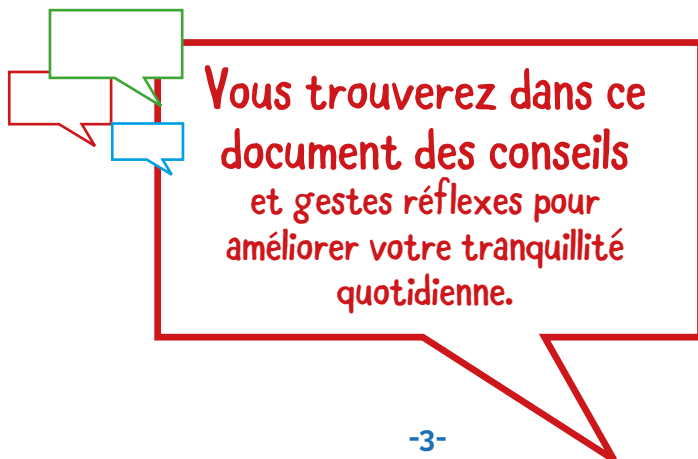 Vous trouverez dans ce
document des conseils
et gestes réflexes pour
améliorer votre tranquillité
quotidienne.
-3-